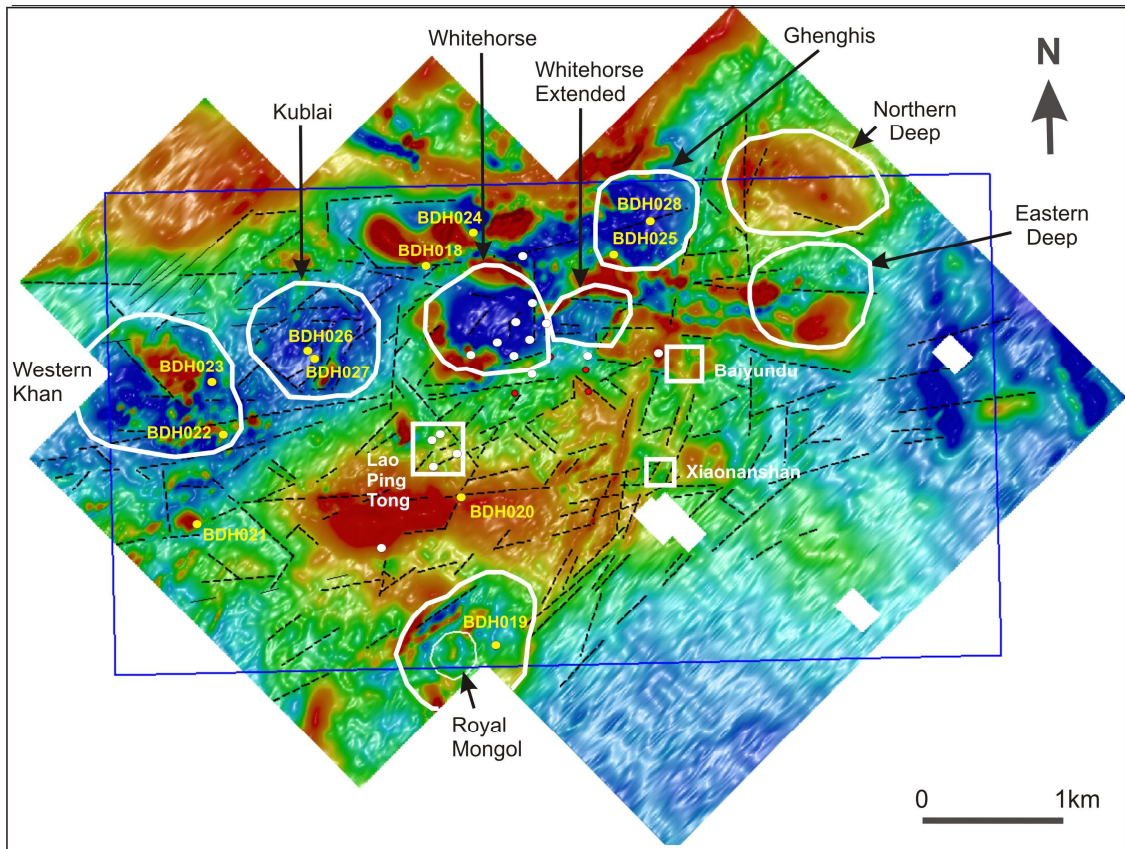 Whitehorse
Ghenghis
Whitehorse
Extended
N
Kublai
Northern
Deep
BDH028
BDH024
BDH025
Eastern
Deep
BDH018
BDH026
BDH023
BDH027
Western
Khan
Baiyundu
BDH022
Lao
Ping
Tong
Xiaonanshan
BDH020
BDH021
BDH019
Royal
Mongol
0 1km